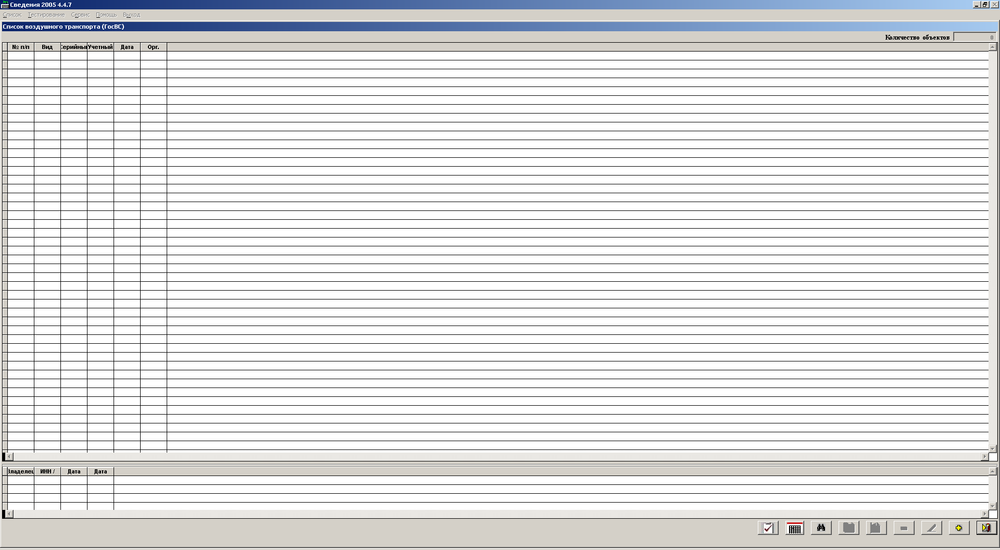 Сведения 2005 4.4.7
Список Тестирование Сервис Помощь Выход
Список воздушного транспорта (ГосВС)
Количество объектов 0
№ п/п Вид Серийный Учетный Дата Орг.
Владелец ИНН / Дата Дата